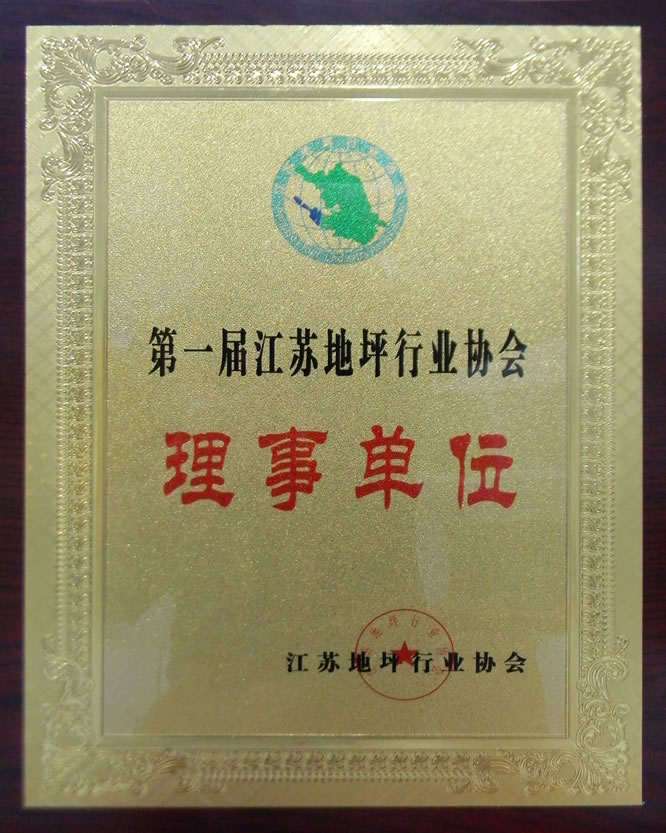 第一届江苏地坪行业协会
理事单位
江苏地坪行业协会